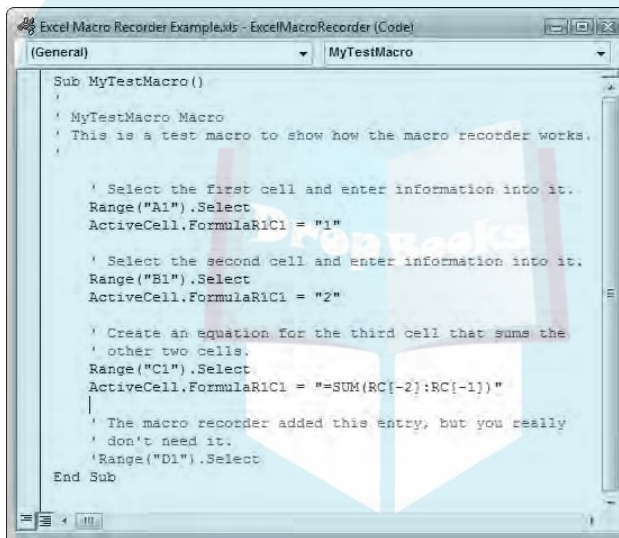 Excel Macro Recorder Example.xls - ExcelMacroRecorder (Code)
(General) MyTestMacro
Sub MyTestMacro()
'
' MyTestMacro Macro
' This is a test macro to show how the macro recorder works.
'
' Select the first cell and enter information into it.
Range("A1").Select
ActiveCell.FormulaR1C1 = "1"
' Select the second cell and enter information into it.
Range("B1").Select
ActiveCell.FormulaR1C1 = "2"
' Create an equation for the third cell that sums the
' other two cells.
Range("C1").Select
ActiveCell.FormulaR1C1 = "=SUM(RC[-2]:RC[-1])"
' The macro recorder added this entry, but you really
' don't need it.
'Range("D1").Select
End Sub
DropBooks